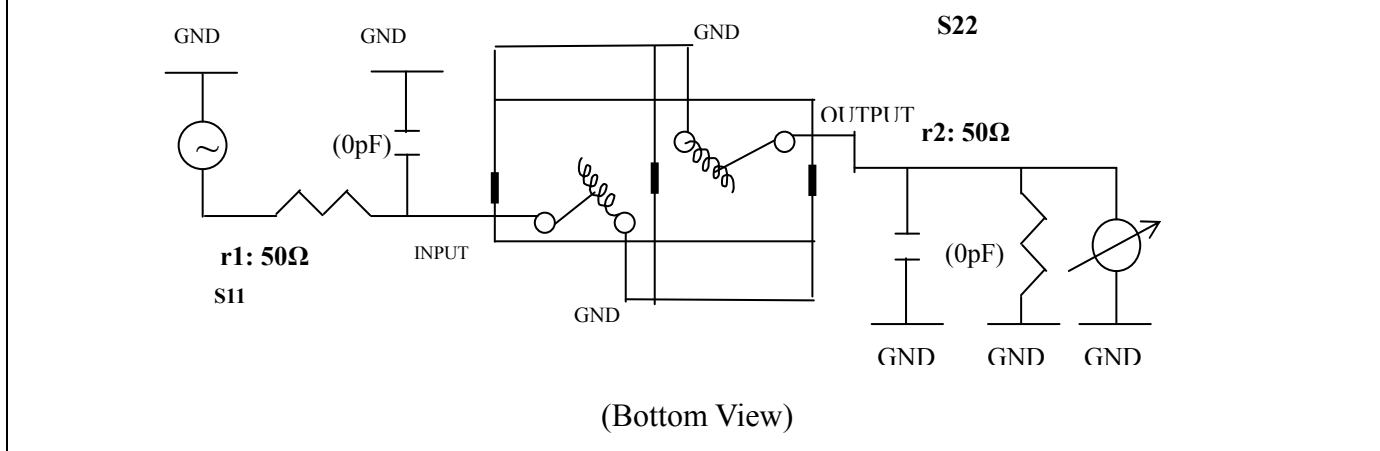 S22
GND
GND
GND
OUTPUT
r2: 50Ω
(0pF)
r1: 50Ω
INPUT
S11
(0pF)
GND
GND
GND
GND
(Bottom View)